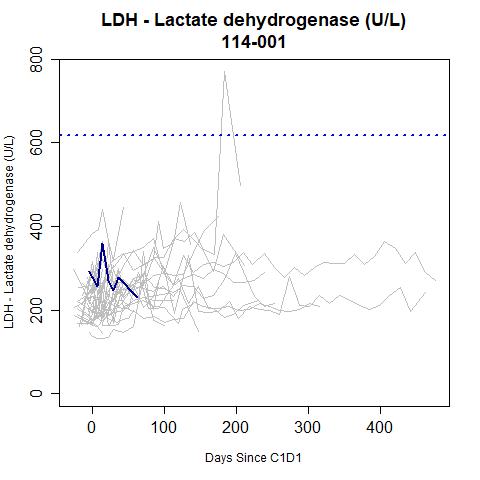 LDH - Lactate dehydrogenase (U/L)
114-001
LDH - Lactate dehydrogenase (U/L)
800
600
400
200
0
0 100 200 300 400
Days Since C1D1